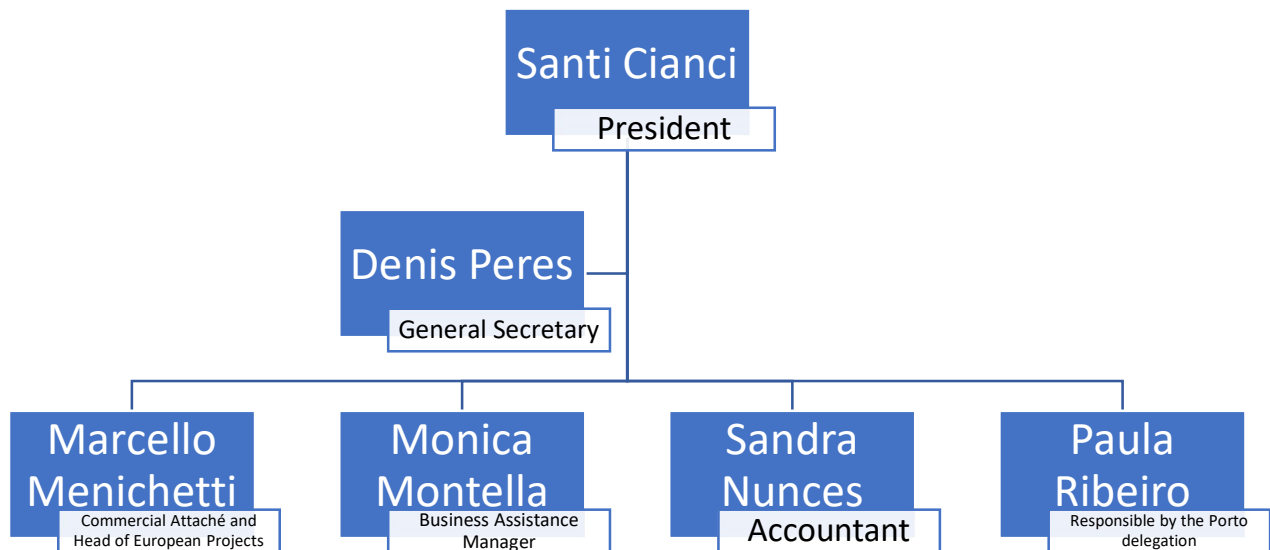 Santi Cianci
President
Denis Peres
General Secretary
Marcello
Menichetti
Commercial Attaché and
Head of European Projects
Monica
Montella
Business Assistance
Manager
Sandra
Nunces
Accountant
Paula
Ribeiro
Responsible by the Porto
delegation